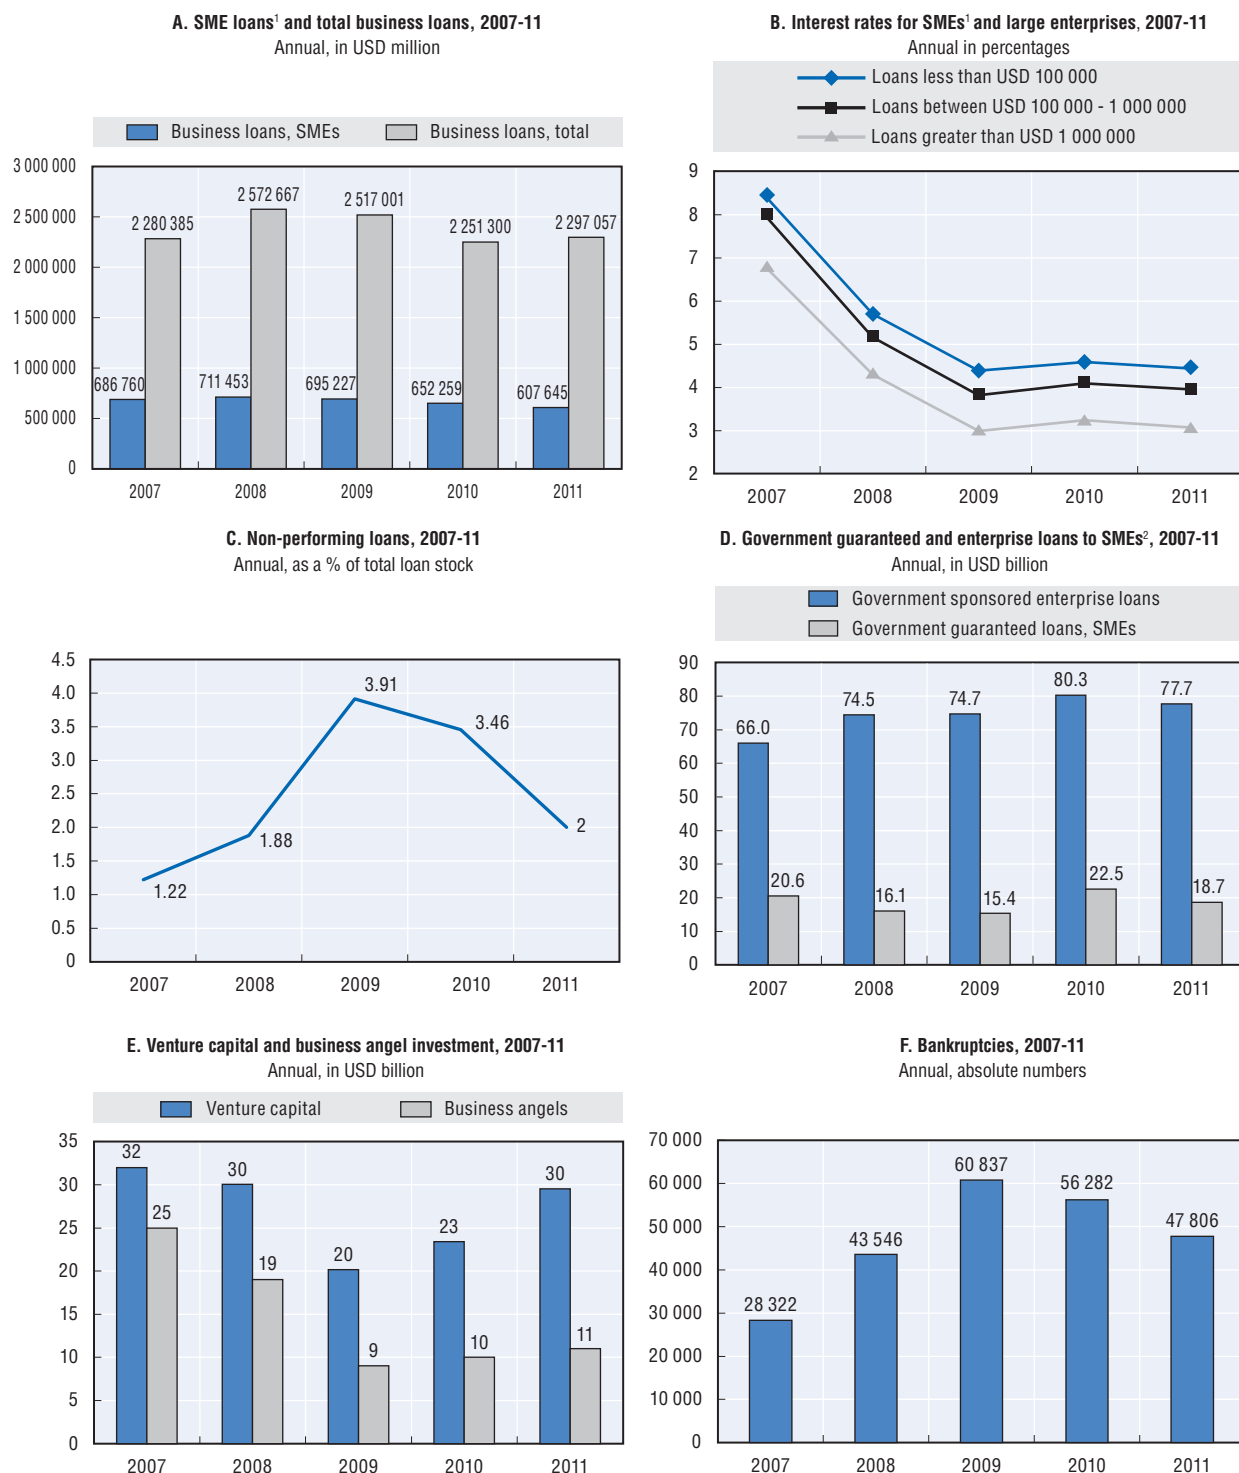 A. SME loans¹ and total business loans, 2007-11
Annual, in USD million
Business loans, SMEs
Business loans, total
3 000 000
2 500 000
2 000 000
1 500 000
1 000 000
500 000
0
686 760
2 280 385
711 453
2 572 667
695 227
2 517 001
652 259
2 251 300
607 645
2 297 057
2007 2008 2009 2010 2011
B. Interest rates for SMEs¹ and large enterprises, 2007-11
Annual in percentages
Loans less than USD 100 000
Loans between USD 100 000 - 1 000 000
Loans greater than USD 1 000 000
9
8
7
6
5
4
3
2
2007 2008 2009 2010 2011
C. Non-performing loans, 2007-11
Annual, as a % of total loan stock
4.5
4.0
3.5
3.0
2.5
2.0
1.5
1.0
0.5
0
1.22
1.88
3.91
3.46
2
2007 2008 2009 2010 2011
D. Government guaranteed and enterprise loans to SMEs², 2007-11
Annual, in USD billion
Government sponsored enterprise loans
Government guaranteed loans, SMEs
90
80
70
60
50
40
30
20
10
0
66.0
20.6
74.5
16.1
74.7
15.4
80.3
22.5
77.7
18.7
2007 2008 2009 2010 2011
E. Venture capital and business angel investment, 2007-11
Annual, in USD billion
Venture capital
Business angels
35
30
25
20
15
10
5
0
32
25
30
19
20
9
23
10
30
11
2007 2008 2009 2010 2011
F. Bankruptcies, 2007-11
Annual, absolute numbers
70 000
60 000
50 000
40 000
30 000
20 000
10 000
0
28 322
43 546
60 837
56 282
47 806
2007 2008 2009 2010 2011